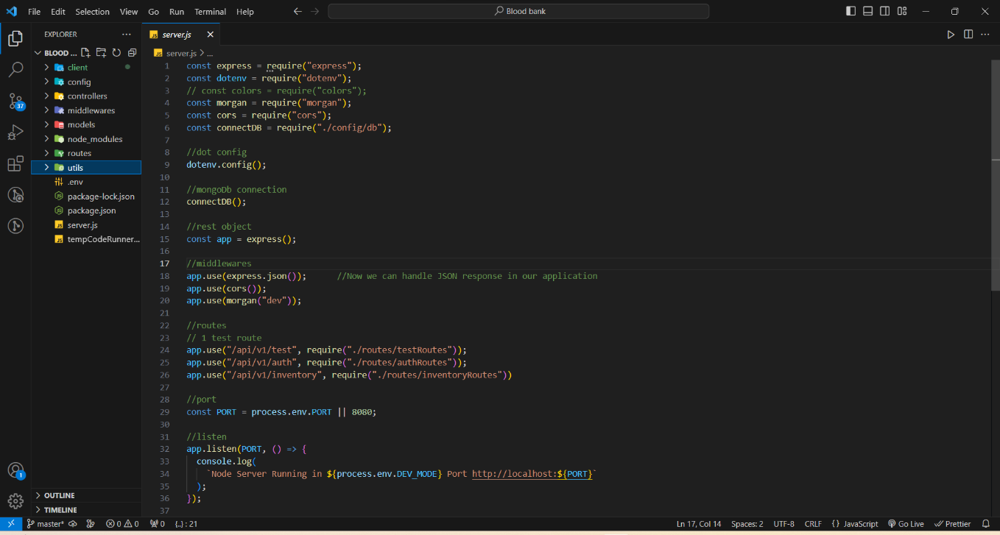 File Edit Selection View Go Run Terminal Help
Blood bank
EXPLORER
BLOOD ...
client
config
controllers
middlewares
models
node_modules
routes
utils
.env
package-lock.json
package.json
server.js
tempCodeRunner...
OUTLINE
TIMELINE
37
1
JS server.js
JS server.js > ...
1 const express = require("express");
2 const dotenv = require("dotenv");
3 // const colors = require("colors");
4 const morgan = require("morgan");
5 const cors = require("cors");
6 const connectDB = require("./config/db");
7
8 //dot config
9 dotenv.config();
10
11 //mongoDb connection
12 connectDB();
13
14 //rest object
15 const app = express();
16
17 //middlewares
18 app.use(express.json()); //Now we can handle JSON response in our application
19 app.use(cors());
20 app.use(morgan("dev"));
21
22 //routes
23 // 1 test route
24 app.use("/api/v1/test", require("./routes/testRoutes"));
25 app.use("/api/v1/auth", require("./routes/authRoutes"));
26 app.use("/api/v1/inventory", require("./routes/inventoryRoutes"))
27
28 //port
29 const PORT = process.env.PORT || 8080;
30
31 //listen
32 app.listen(PORT, () => {
33 console.log(
34 `Node Server Running in ${process.env.DEV_MODE} Port http://localhost:${PORT}`
35 );
36 });
37
master* 0 0 0 {..} : 21 Ln 17, Col 14 Spaces: 2 UTF-8 CRLF {} JavaScript Go Live Prettier